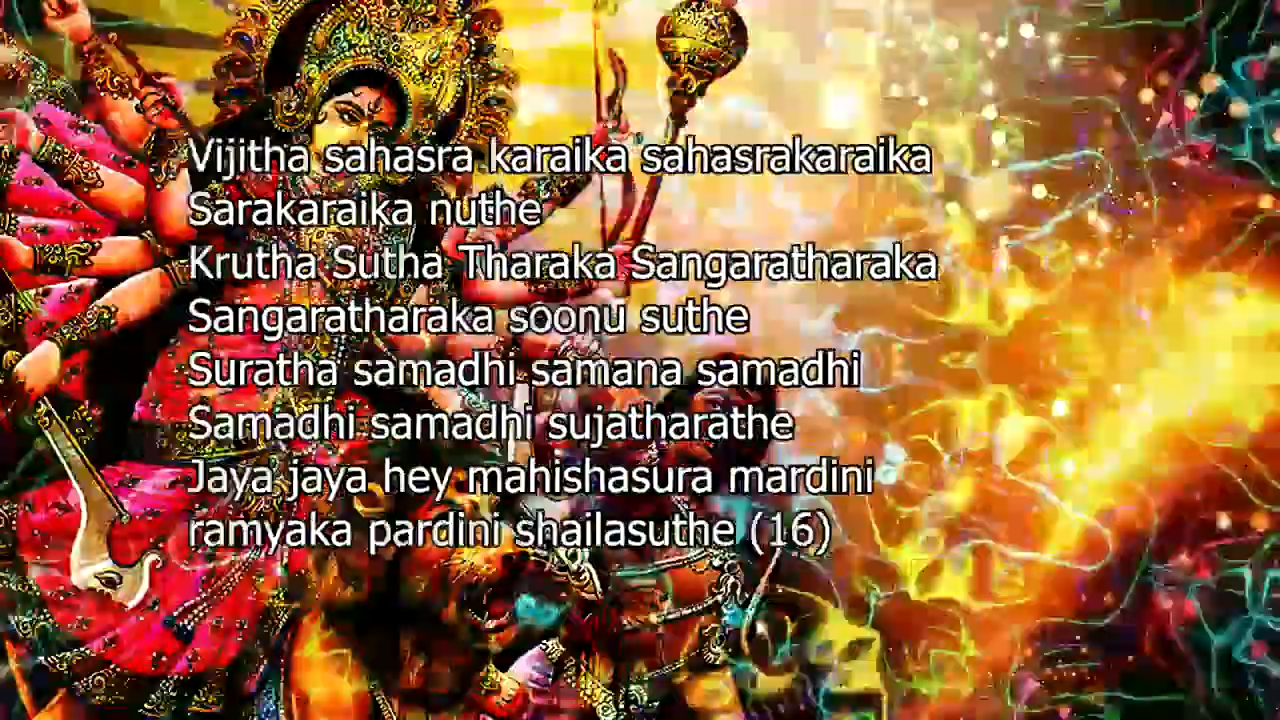 Vijitha sahasra karaika sahasrakaraika
Sarakaraika nuthe
Krutha Sutha Tharaka Sangaratharaka
Sangaratharaka soonu suthe
Suratha samadhi samana samadhi
Samadhi samadhi sujatharathe
Jaya jaya hey mahishasura mardini
ramyaka pardini shailasuthe (16)